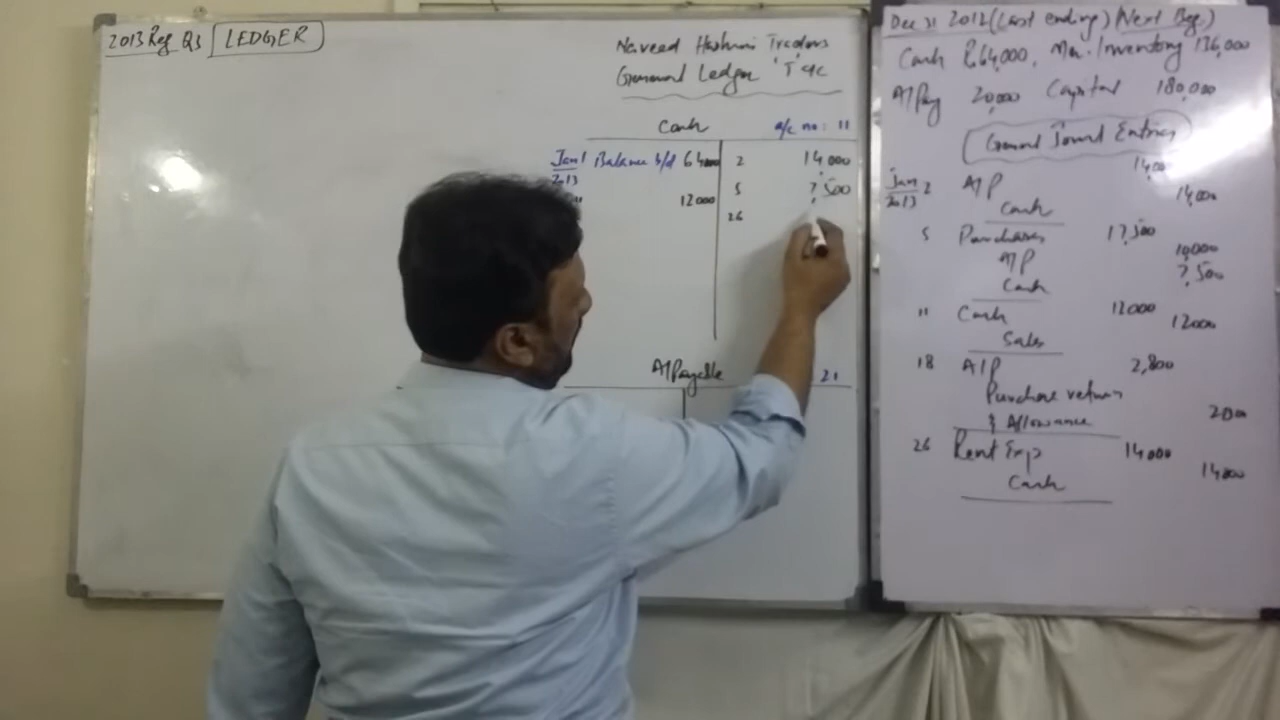 2013 Reg Q3 LEDGER
Naveed Hashmi Traders
General Ledger 'T' a/c
Cash a/c no: 11
Jan 1 Balance b/d 64000 2 14,000
2013 5 7,500
12000
26
A/Payable 21
Dec 31 2012 (Last ending) (Next Beg.)
Cash 64,000, Mer. Inventory 136,000
A/Pay 20,000 Capital 180,000
General Journal Entries
Jan 2 A/P 1400
2013 Cash 14,000
5 Purchases 17,500
A/P 10,000
Cash 7,500
11 Cash 12000
Sales 12000
18 A/P 2,800
Purchase return
& Allowance
26 Rent Exp 14000
Cash 14,000